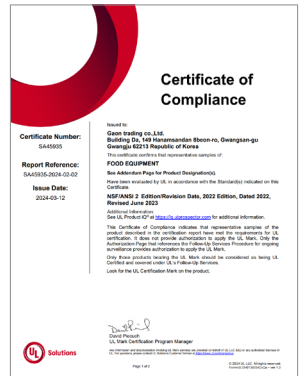 Certificate of
Compliance
Certificate Number:
SA45935
Report Reference:
SA45935-2024-02-02
Issue Date:
2024-03-12
Issued to:
Gaon trading co.,Ltd.
Building Da, 149 Hanamsandan 6beon-ro, Gwangsan-gu
Gwangju 62213 Republic of Korea
This certificate confirms that representative samples of:
FOOD EQUIPMENT
See Addendum Page for Product Designation(s).
Have been evaluated by UL in accordance with the Standard(s) indicated on this
Certificate.
NSF/ANSI 2 Edition/Revision Date, 2022 Edition, Dated 2022,
Revised June 2023
Additional Information:
See UL Product iQ® at https://iq.ulprospector.com for additional information.
This Certificate of Compliance indicates that representative samples of the
product described in the certification report have met the requirements for UL
certification. It does not provide authorization to apply the UL Mark. Only the
Authorization Page that references the Follow-Up Services Procedure for ongoing
surveillance provides authorization to apply the UL Mark.
Only those products bearing the UL Mark should be considered as being UL
Certified and covered under UL's Follow-Up Services.
Look for the UL Certification Mark on the product.
David Piecuch
UL Mark Certification Program Manager
UL Solutions
Page 1 of 2